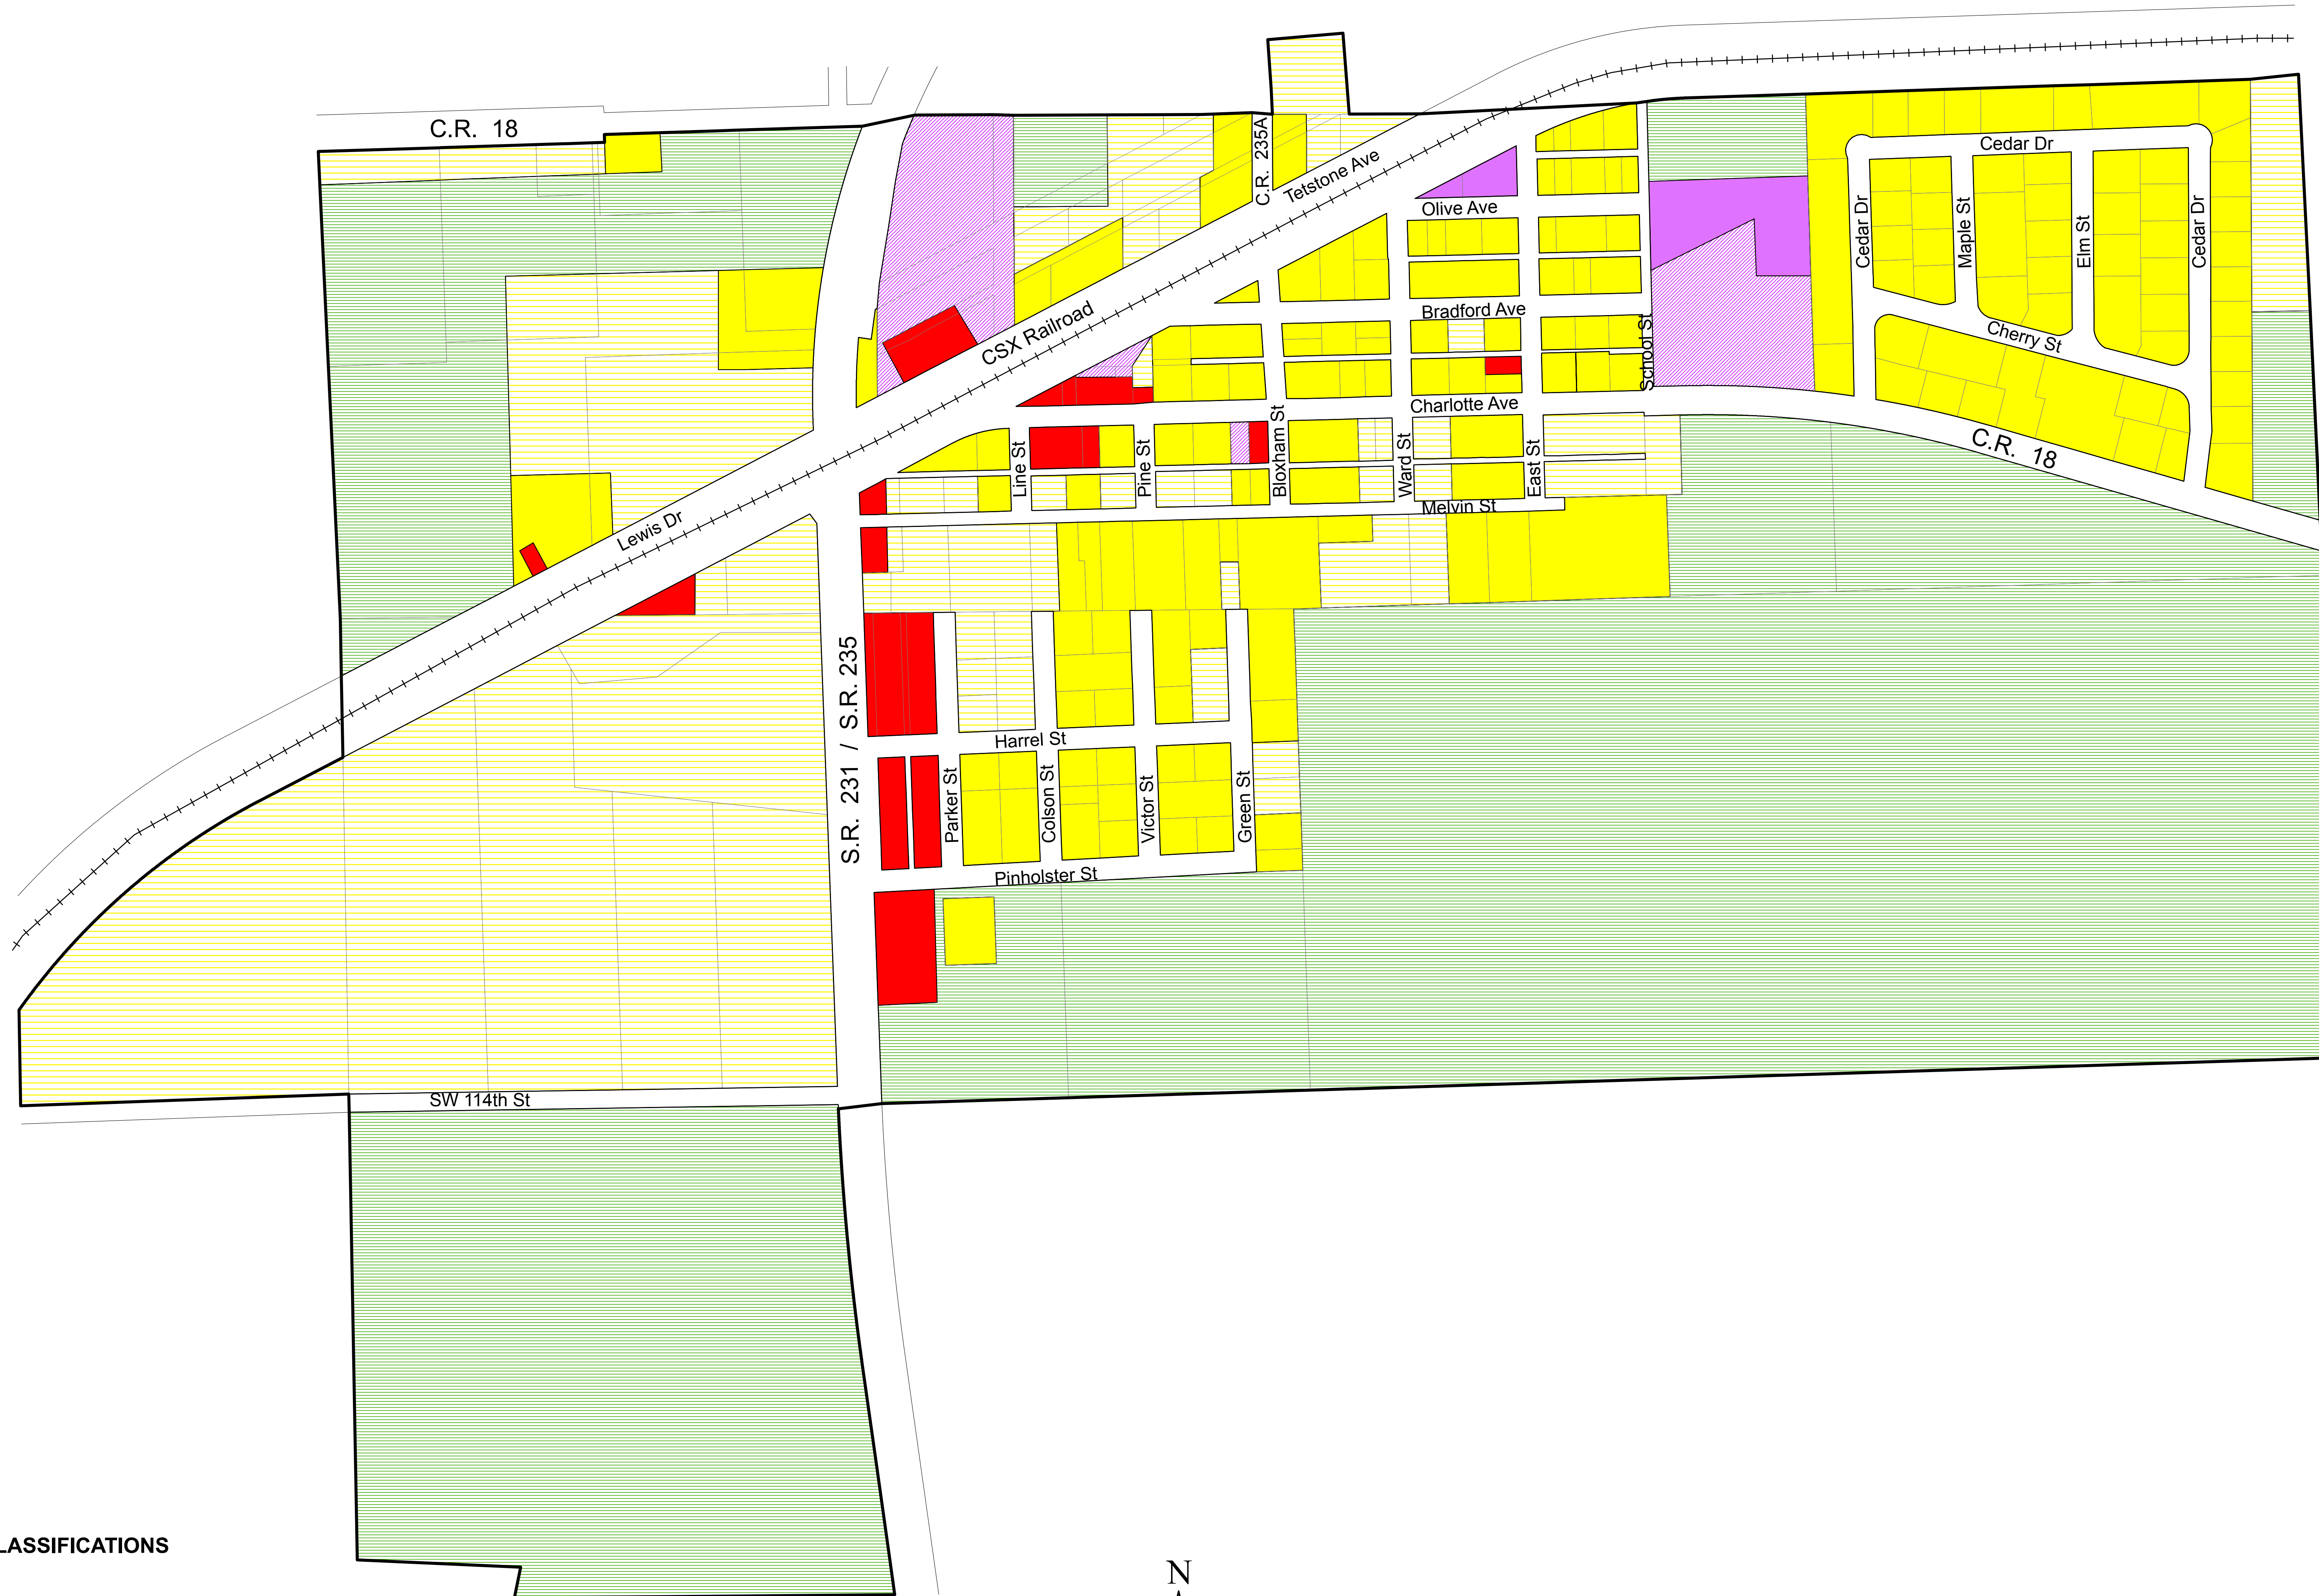 C.R. 18
C.R. 235A
Tetstone Ave
Cedar Dr
Olive Ave
Cedar Dr
Maple St
Elm St
Cedar Dr
CSX Railroad
Bradford Ave
School St
Cherry St
Charlotte Ave
C.R. 18
Line St
Pine St
Bloxham St
Ward St
East St
Melvin St
Lewis Dr
S.R. 231 / S.R. 235
Harrel St
Parker St
Colson St
Victor St
Green St
Pinholster St
SW 114th St
LASSIFICATIONS
N